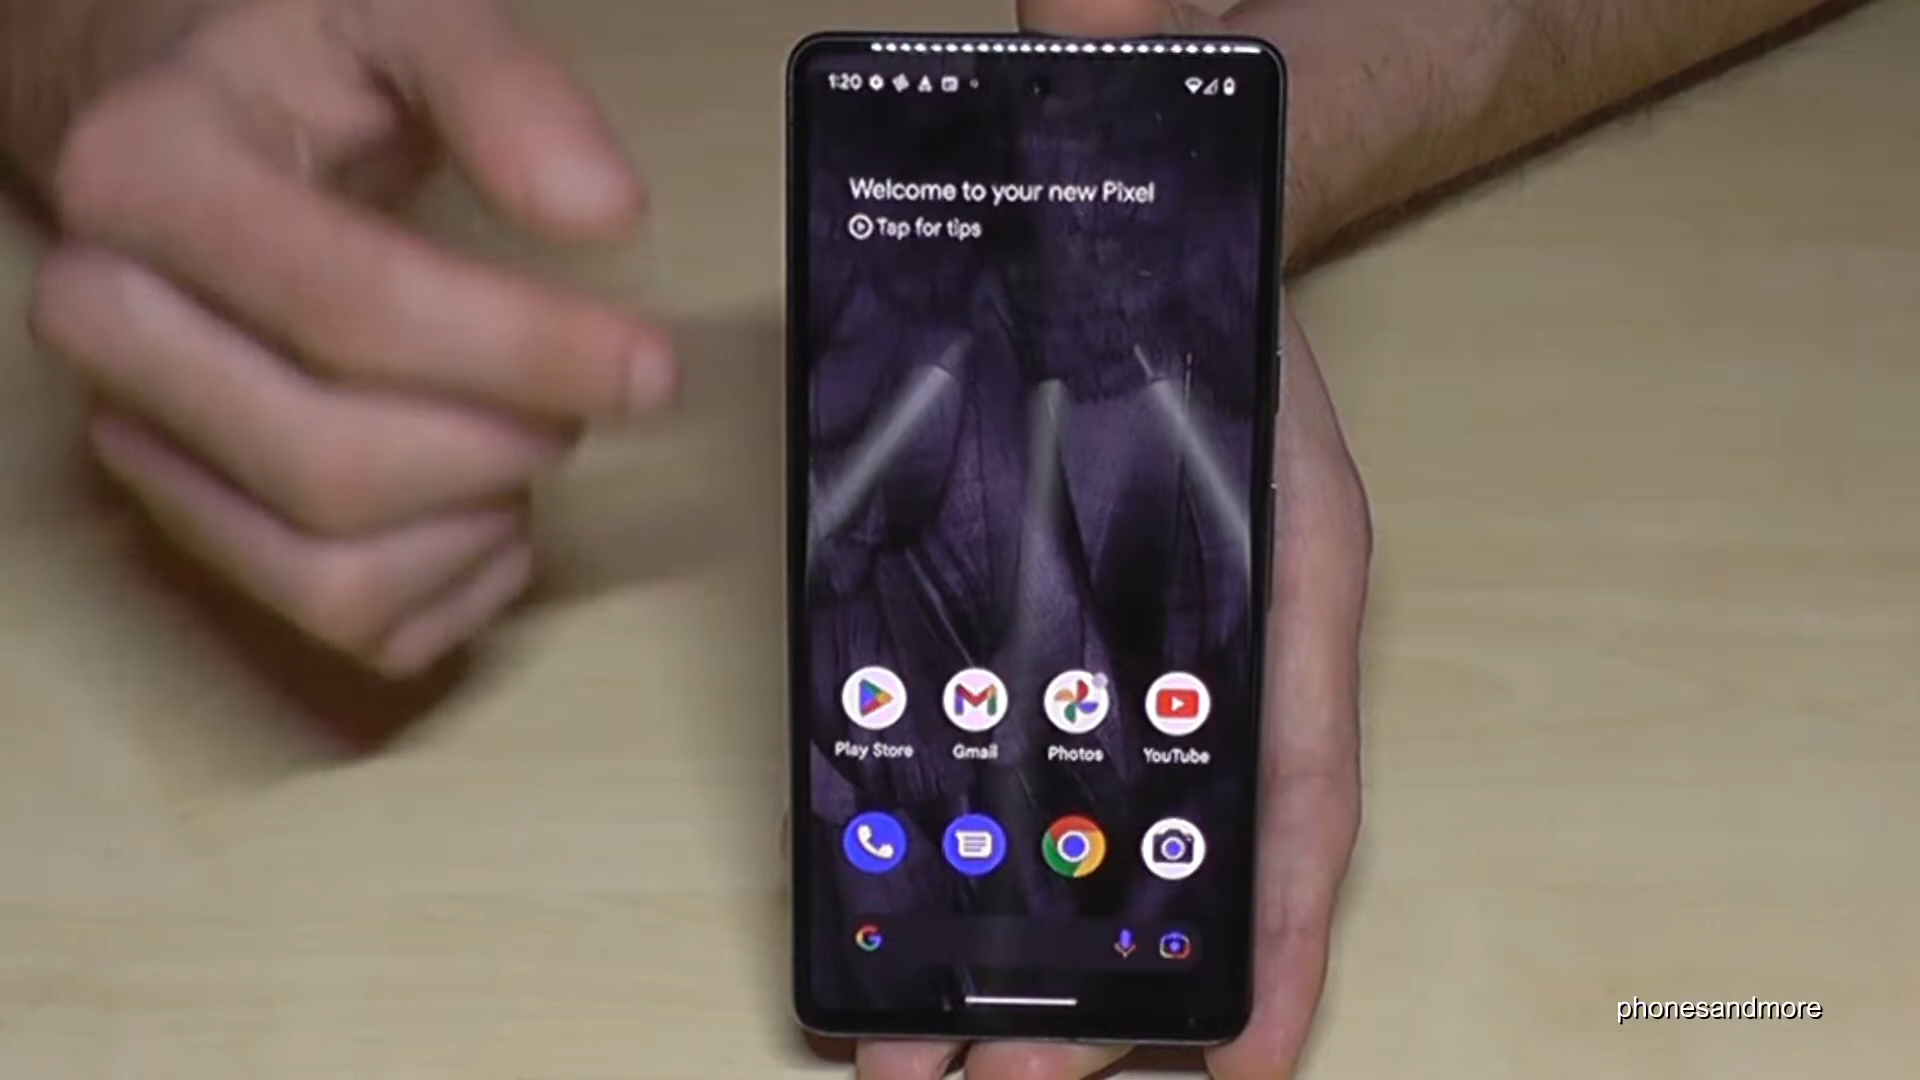 1:20
Welcome to your new Pixel
Tap for tips
Play Store
Gmail
Photos
YouTube
G
phonesandmore